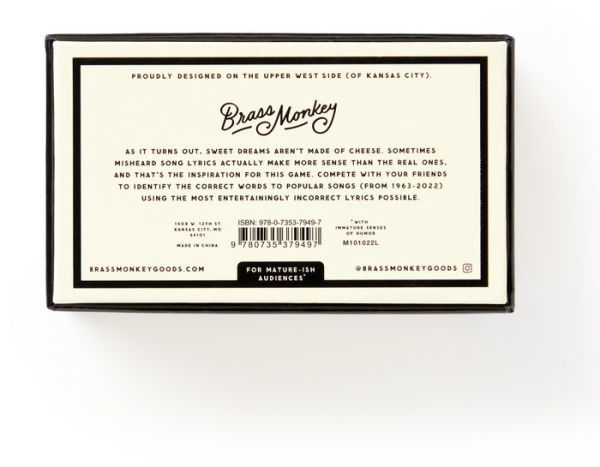 PROUDLY DESIGNED ON THE UPPER WEST SIDE (OF KANSAS CITY).
Brass Monkey
AS IT TURNS OUT, SWEET DREAMS AREN'T MADE OF CHEESE. SOMETIMES
MISHEARD SONG LYRICS ACTUALLY MAKE MORE SENSE THAN THE REAL ONES,
AND THAT'S THE INSPIRATION FOR THIS GAME. COMPETE WITH YOUR FRIENDS
TO IDENTIFY THE CORRECT WORDS TO POPULAR SONGS (FROM 1963-2022)
USING THE MOST ENTERTAININGLY INCORRECT LYRICS POSSIBLE.
1608 W. 12TH ST.
KANSAS CITY, MO
64101
MADE IN CHINA
ISBN: 978-0-7353-7949-7
9 780735 379497
*WITH
IMMATURE SENSES
OF HUMOR
M101022L
BRASSMONKEYGOODS.COM
FOR MATURE-ISH
AUDIENCES*
@BRASSMONKEYGOODS